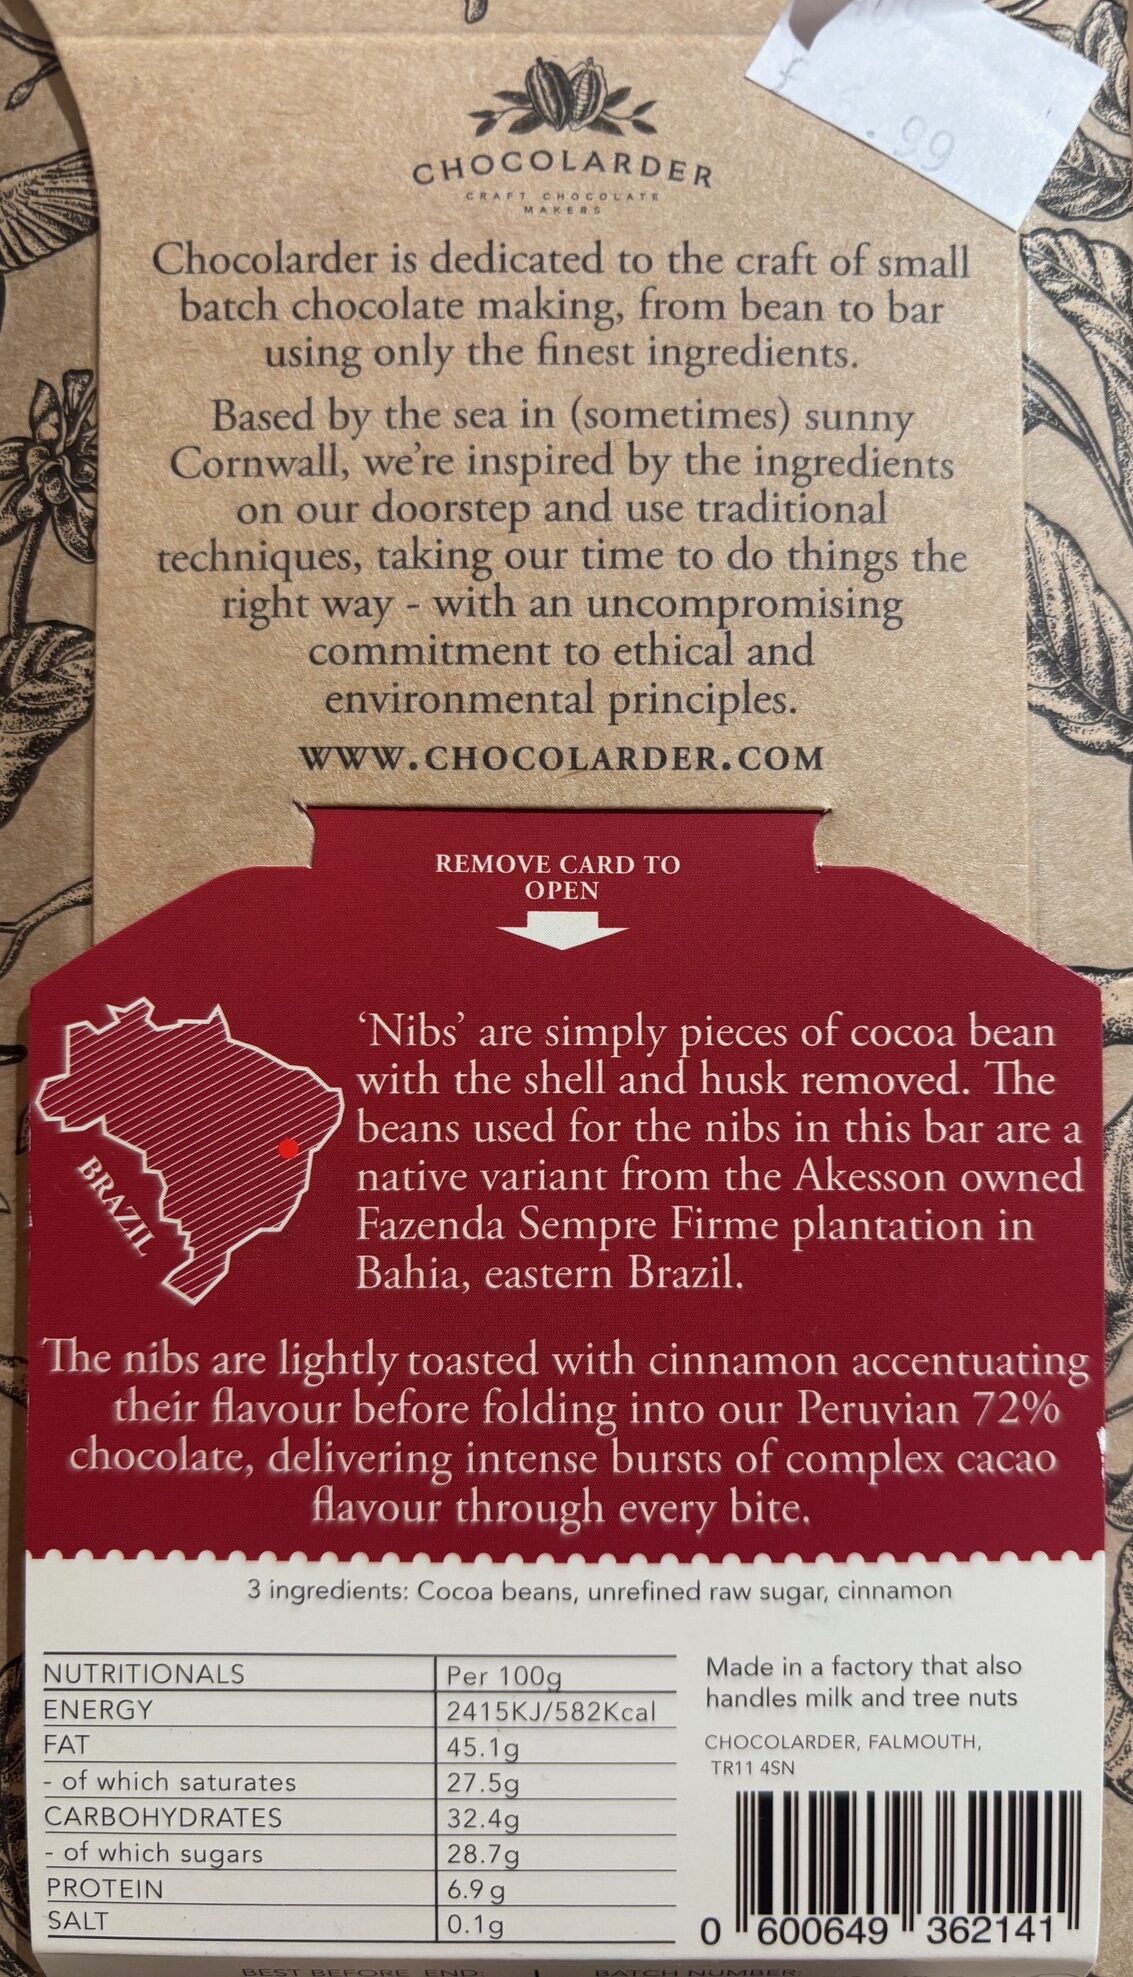 £ .99
CHOCOLARDER
CRAFT CHOCOLATE
MAKERS
Chocolarder is dedicated to the craft of small
batch chocolate making, from bean to bar
using only the finest ingredients.
Based by the sea in (sometimes) sunny
Cornwall, we're inspired by the ingredients
on our doorstep and use traditional
techniques, taking our time to do things the
right way - with an uncompromising
commitment to ethical and
environmental principles.
WWW.CHOCOLARDER.COM
REMOVE CARD TO
OPEN
BRAZIL
'Nibs' are simply pieces of cocoa bean
with the shell and husk removed. The
beans used for the nibs in this bar are a
native variant from the Akesson owned
Fazenda Sempre Firme plantation in
Bahia, eastern Brazil.
The nibs are lightly toasted with cinnamon accentuating
their flavour before folding into our Peruvian 72%
chocolate, delivering intense bursts of complex cacao
flavour through every bite.
3 ingredients: Cocoa beans, unrefined raw sugar, cinnamon
NUTRITIONALS Per 100g
ENERGY 2415KJ/582Kcal
FAT 45.1g
- of which saturates 27.5g
CARBOHYDRATES 32.4g
- of which sugars 28.7g
PROTEIN 6.9 g
SALT 0.1g
Made in a factory that also
handles milk and tree nuts
CHOCOLARDER, FALMOUTH,
TR11 4SN
0 600649 362141
BEST BEFORE END: BATCH NUMBER: